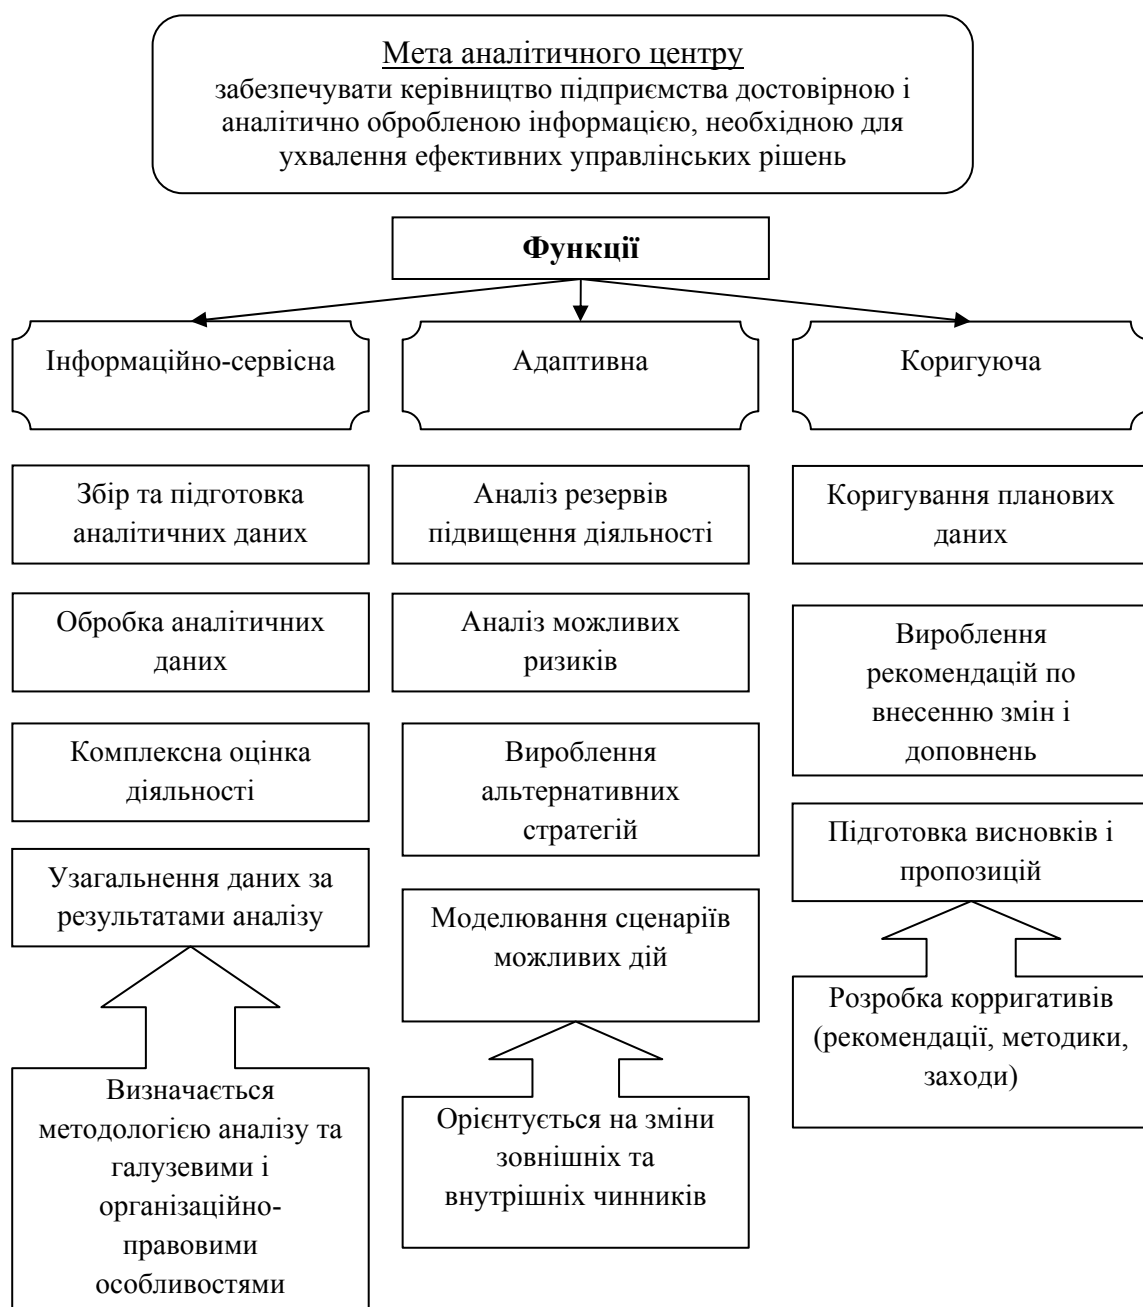 Мета аналітичного центру
забезпечувати керівництво підприємства достовірною і
аналітично обробленою інформацією, необхідною для
ухвалення ефективних управлінських рішень
Функції
Інформаційно-сервісна
Адаптивна
Коригуюча
Збір та підготовка
аналітичних даних
Аналіз резервів
підвищення діяльності
Коригування планових
даних
Обробка аналітичних
даних
Аналіз можливих
ризиків
Вироблення
рекомендацій по
внесенню змін і
доповнень
Комплексна оцінка
діяльності
Вироблення
альтернативних
стратегій
Підготовка висновків і
пропозицій
Узагальнення даних за
результатами аналізу
Моделювання сценаріїв
можливих дій
Розробка корригативів
(рекомендації, методики,
заходи)
Визначається
методологією аналізу та
галузевими і
організаційно-
правовими
особливостями
Орієнтується на зміни
зовнішніх та
внутрішніх чинників